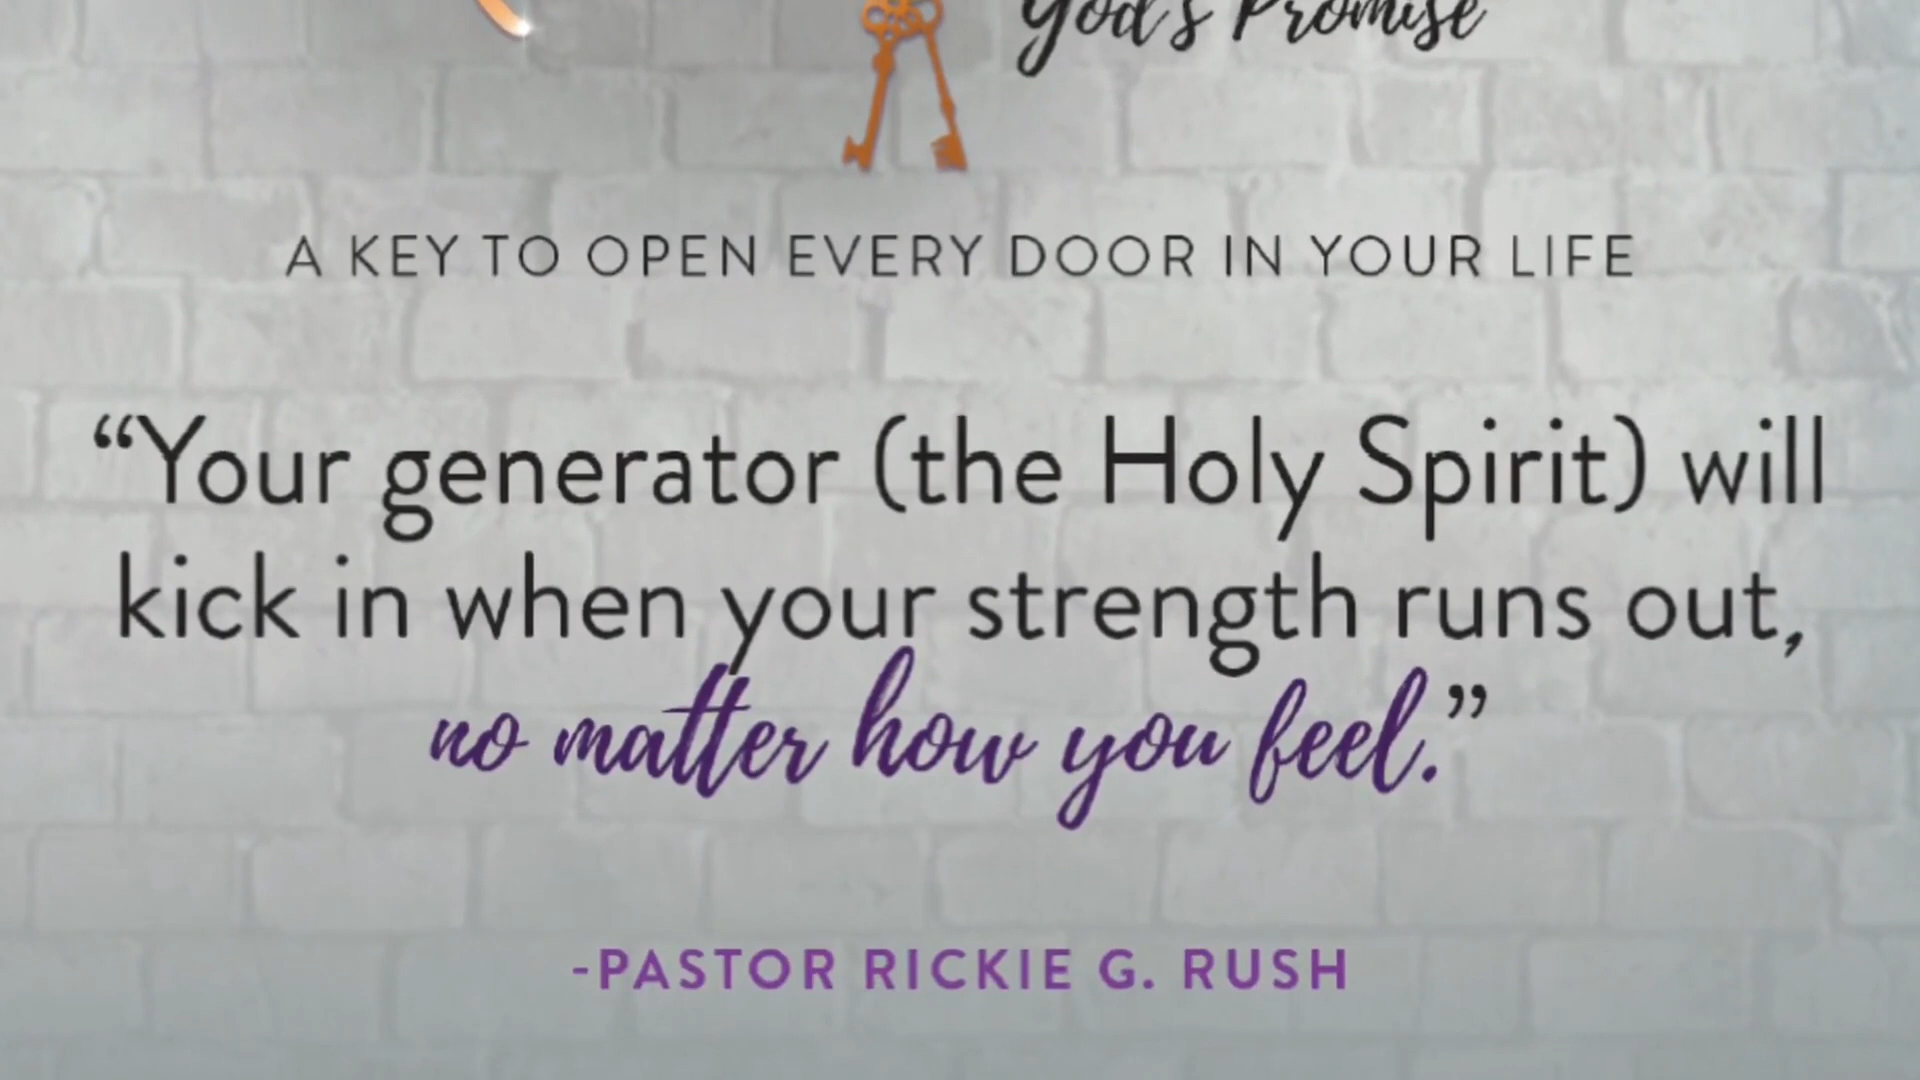 God's Promise
A KEY TO OPEN EVERY DOOR IN YOUR LIFE
“Your generator (the Holy Spirit) will
kick in when your strength runs out,
no matter how you feel.”
-PASTOR RICKIE G. RUSH